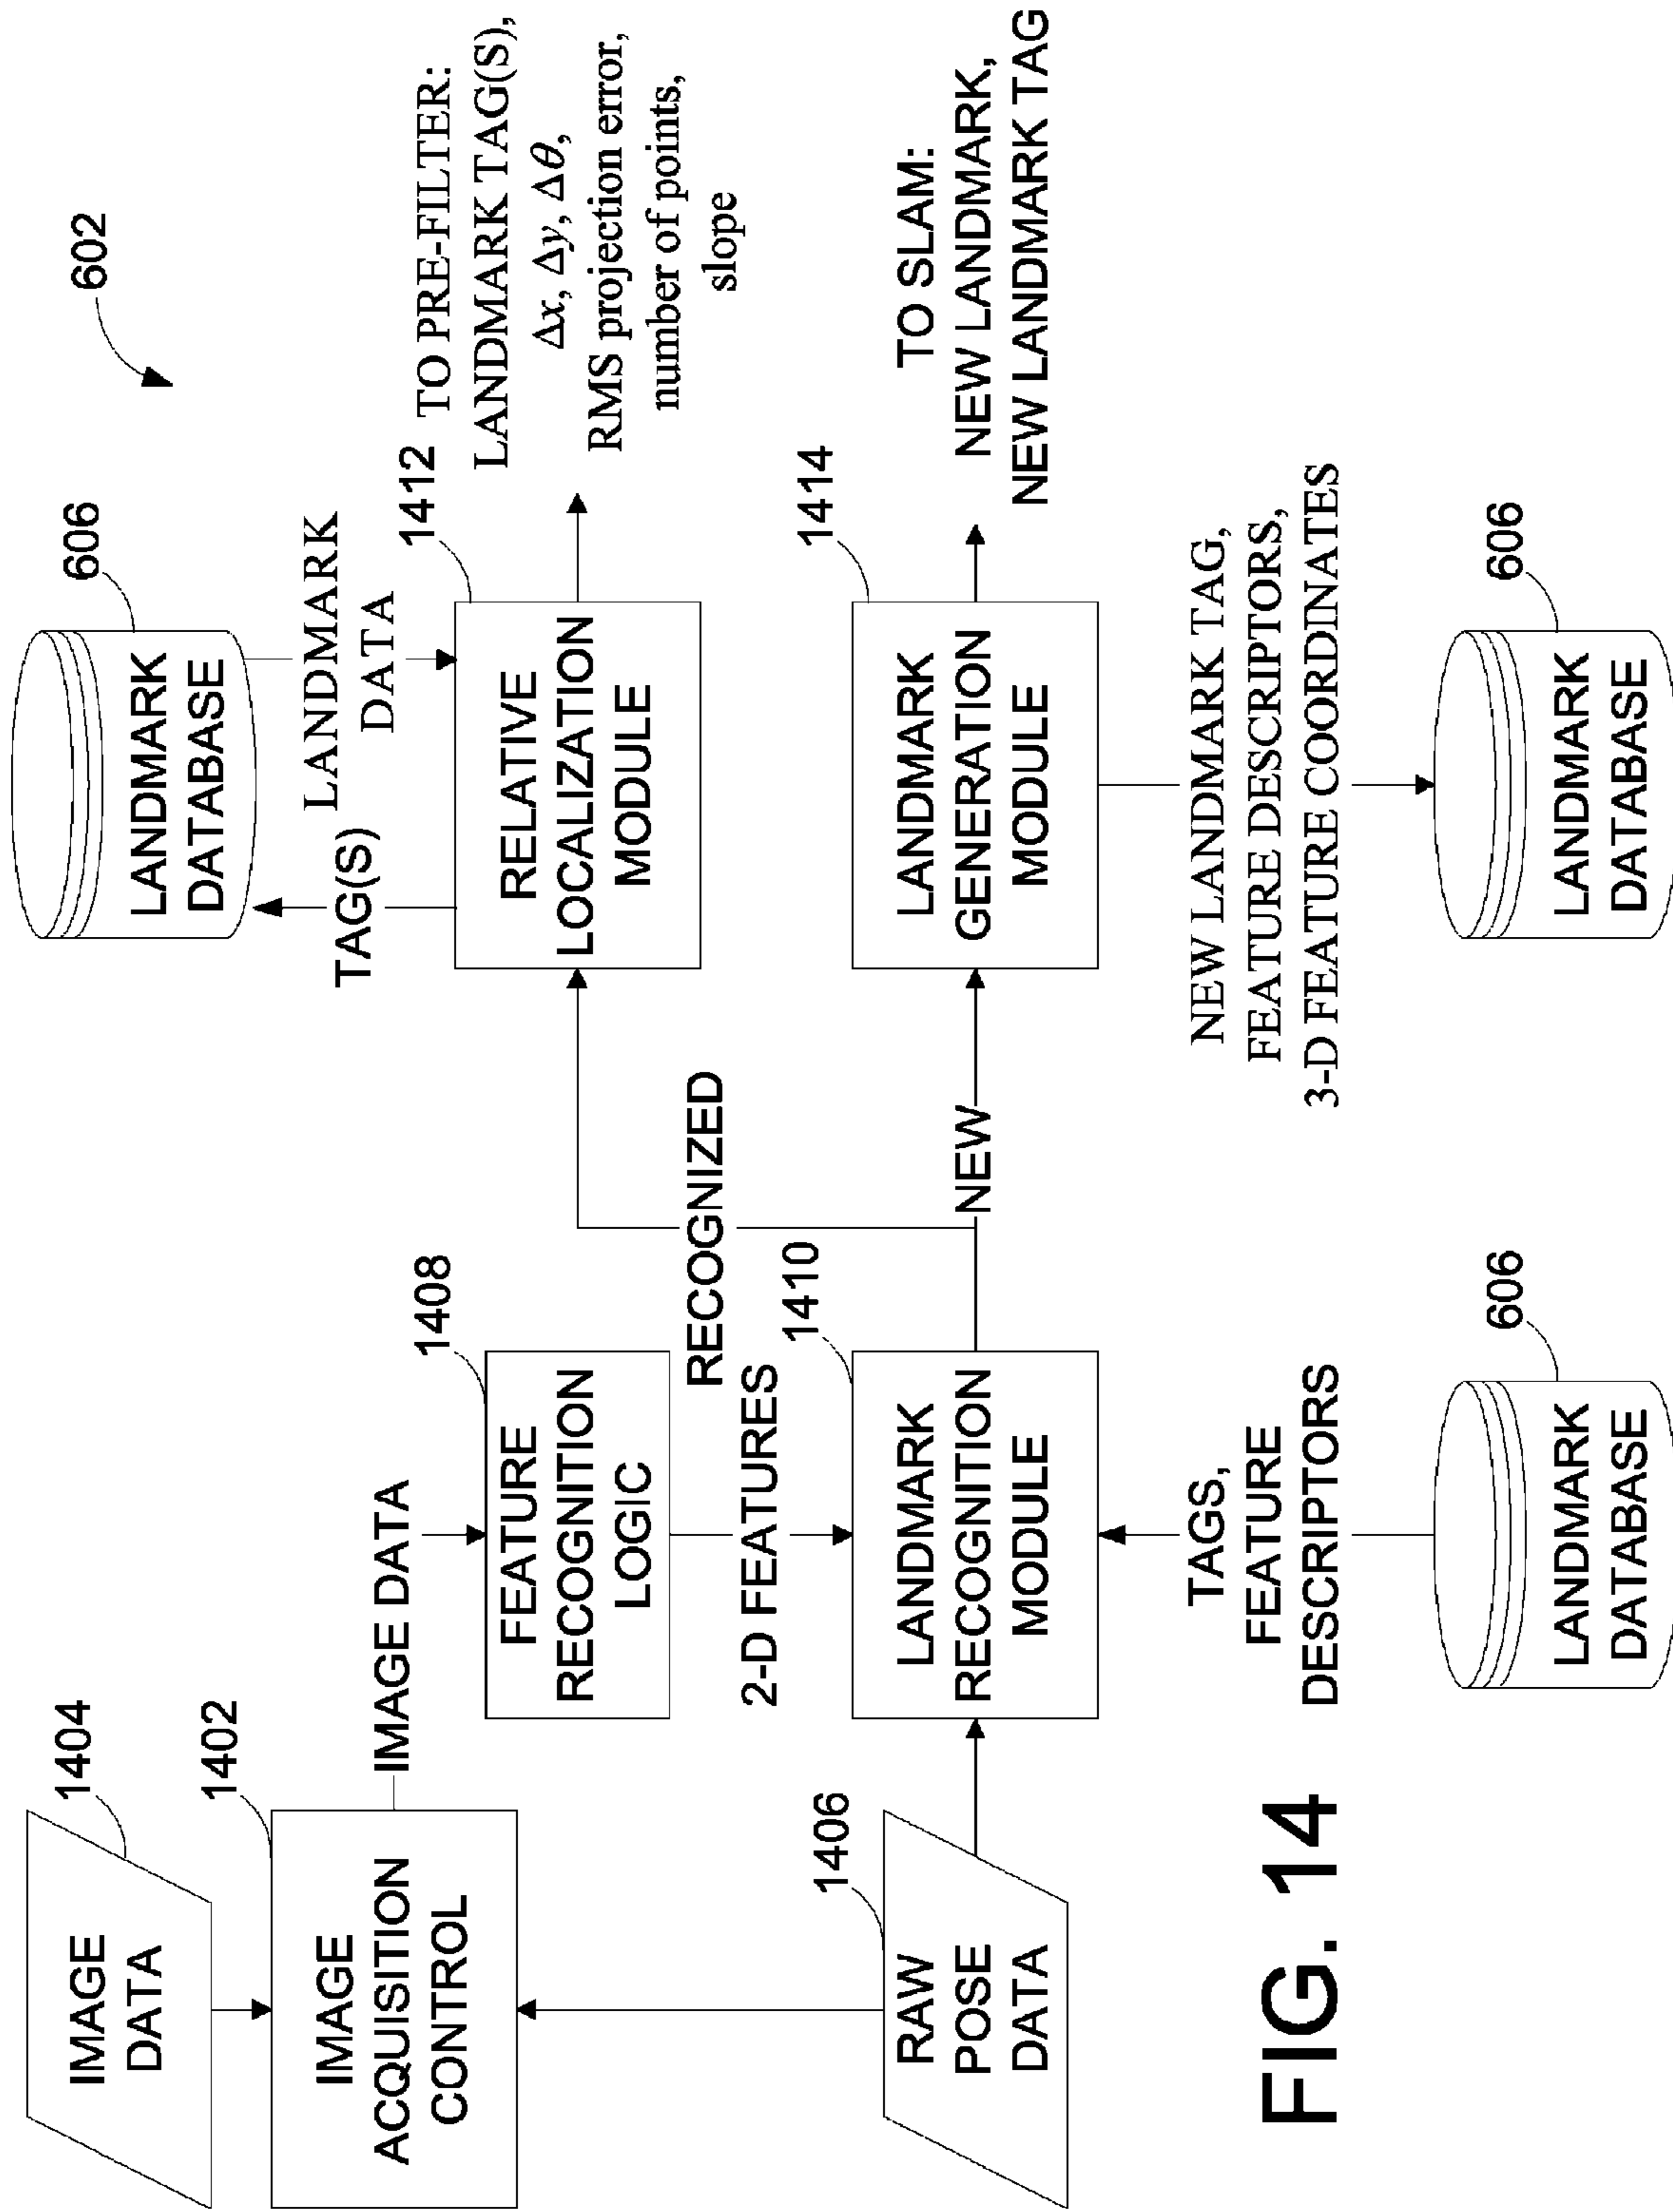 602
IMAGE
DATA
1404
IMAGE
ACQUISITION
CONTROL
1402
IMAGE DATA
RAW
POSE
DATA
1406
FEATURE
RECOGNITION
LOGIC
1408
2-D FEATURES
LANDMARK
RECOGNITION
MODULE
1410
TAGS,
FEATURE
DESCRIPTORS
LANDMARK
DATABASE
606
RECOGNIZED
NEW
LANDMARK
DATABASE
606
TAG(S)
LANDMARK
DATA
RELATIVE
LOCALIZATION
MODULE
1412
TO PRE-FILTER:
LANDMARK TAG(S),
Δx, Δy, Δθ,
RMS projection error,
number of points,
slope
LANDMARK
GENERATION
MODULE
1414
TO SLAM:
NEW LANDMARK,
NEW LANDMARK TAG
NEW LANDMARK TAG,
FEATURE DESCRIPTORS,
3-D FEATURE COORDINATES
LANDMARK
DATABASE
606
FIG. 14